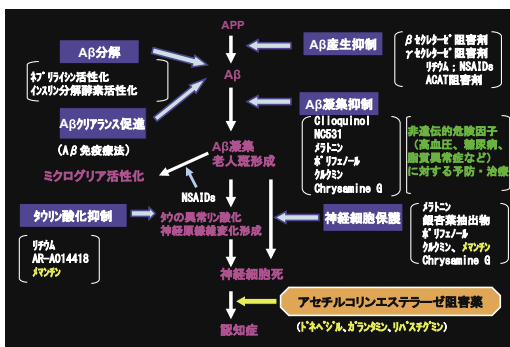 APP
Aβ分解
ネプリライシン活性化
インスリン分解酵素活性化
Aβ産生抑制
βセクレターゼ阻害剤
γセクレターゼ阻害剤
リチウム；NSAIDs
ACAT阻害剤
Aβ
Aβクリアランス促進
(Aβ免疫療法)
Aβ凝集抑制
Clioquinol
NC531
メラトニン
ポリフェノール
クルクミン
Chrysamine G
非遺伝的危険因子
(高血圧、糖尿病、
脂質異常症など)
に対する予防・治療
Aβ凝集
老人斑形成
ミクログリア活性化
NSAIDs
タウリン酸化抑制
リチウム
AR-A014418
メマンチン
タウの異常リン酸化
神経原線維変化形成
神経細胞保護
メラトニン
銀杏葉抽出物
ポリフェノール
クルクミン、メマンチン
Chrysamine G
神経細胞死
アセチルコリンエステラーゼ阻害薬
(ドネペジル、ガランタミン、リバスチグミン)
認知症